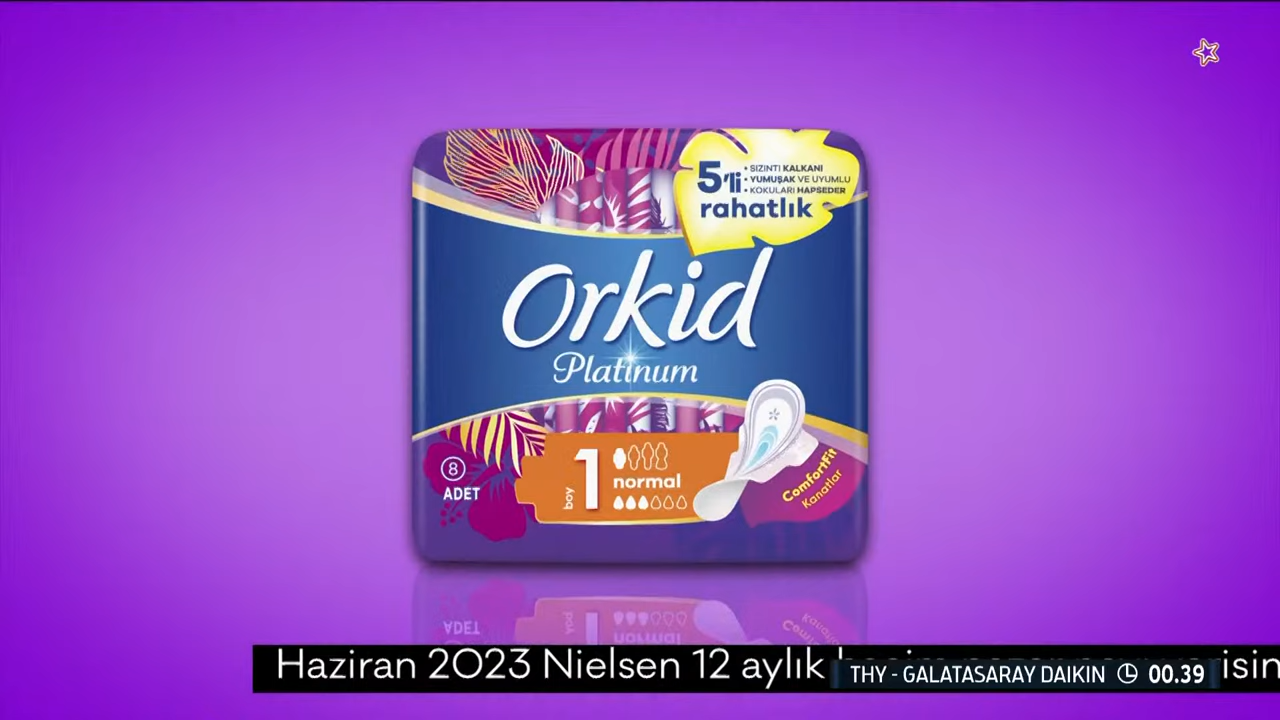 5'li
• SIZINTI KALKANI
• YUMUŞAK VE UYUMLU
• KOKULARI HAPSEDER
rahatlık
Orkid
Platinum
8
ADET
boy 1
normal
ComfortFit
Kanatlar
Haziran 2023 Nielsen 12 aylık
THY - GALATASARAY DAIKIN 00.39